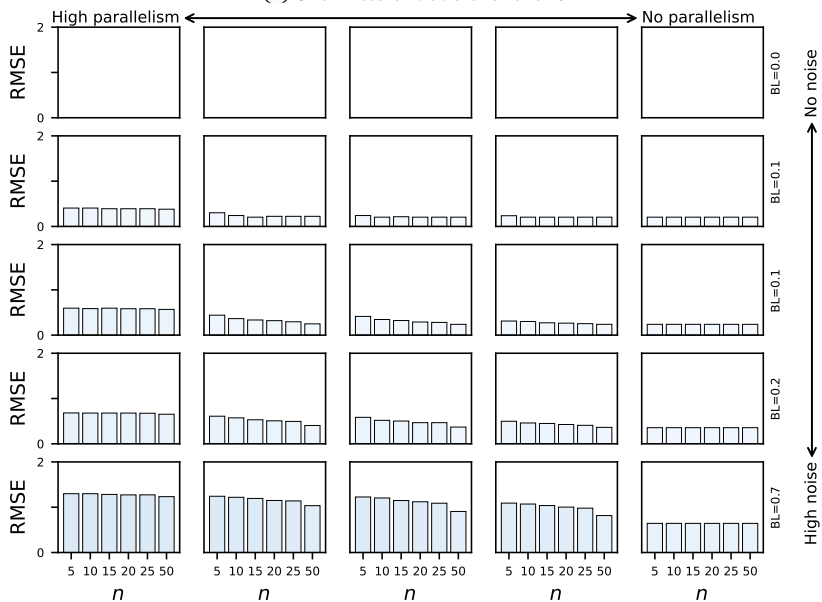 High parallelism No parallelism
RMSE 2 0 BL=0.0 No noise
RMSE 2 0 BL=0.1
RMSE 2 0 BL=0.1
RMSE 2 0 BL=0.2
RMSE 2 0 BL=0.7 High noise
5 10 15 20 25 50 5 10 15 20 25 50 5 10 15 20 25 50 5 10 15 20 25 50 5 10 15 20 25 50
n n n n n